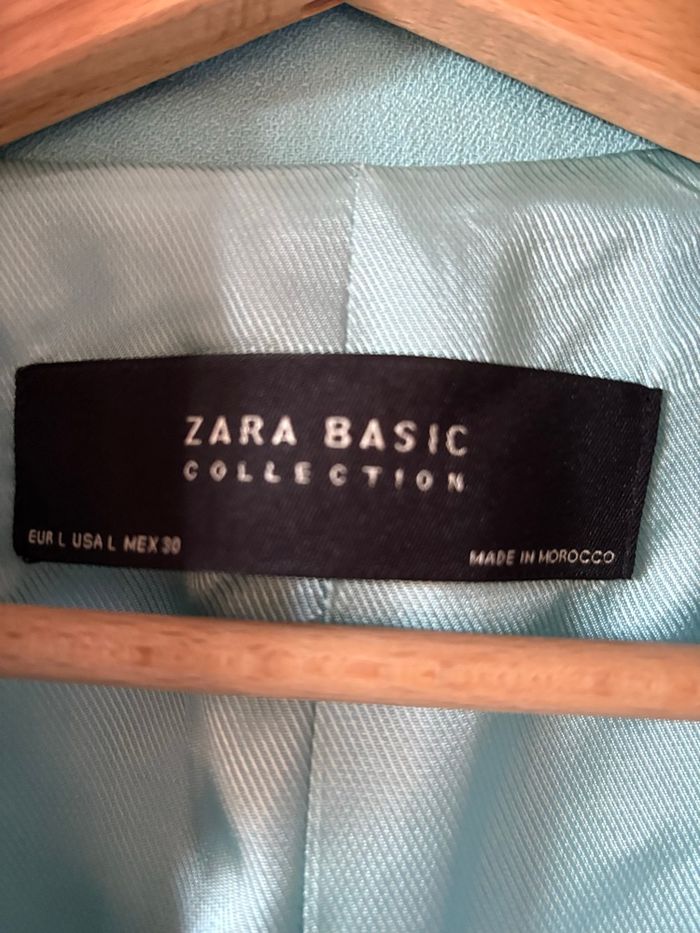 ZARA BASIC
COLLECTION
EUR L USA L MEX 30
MADE IN MOROCCO